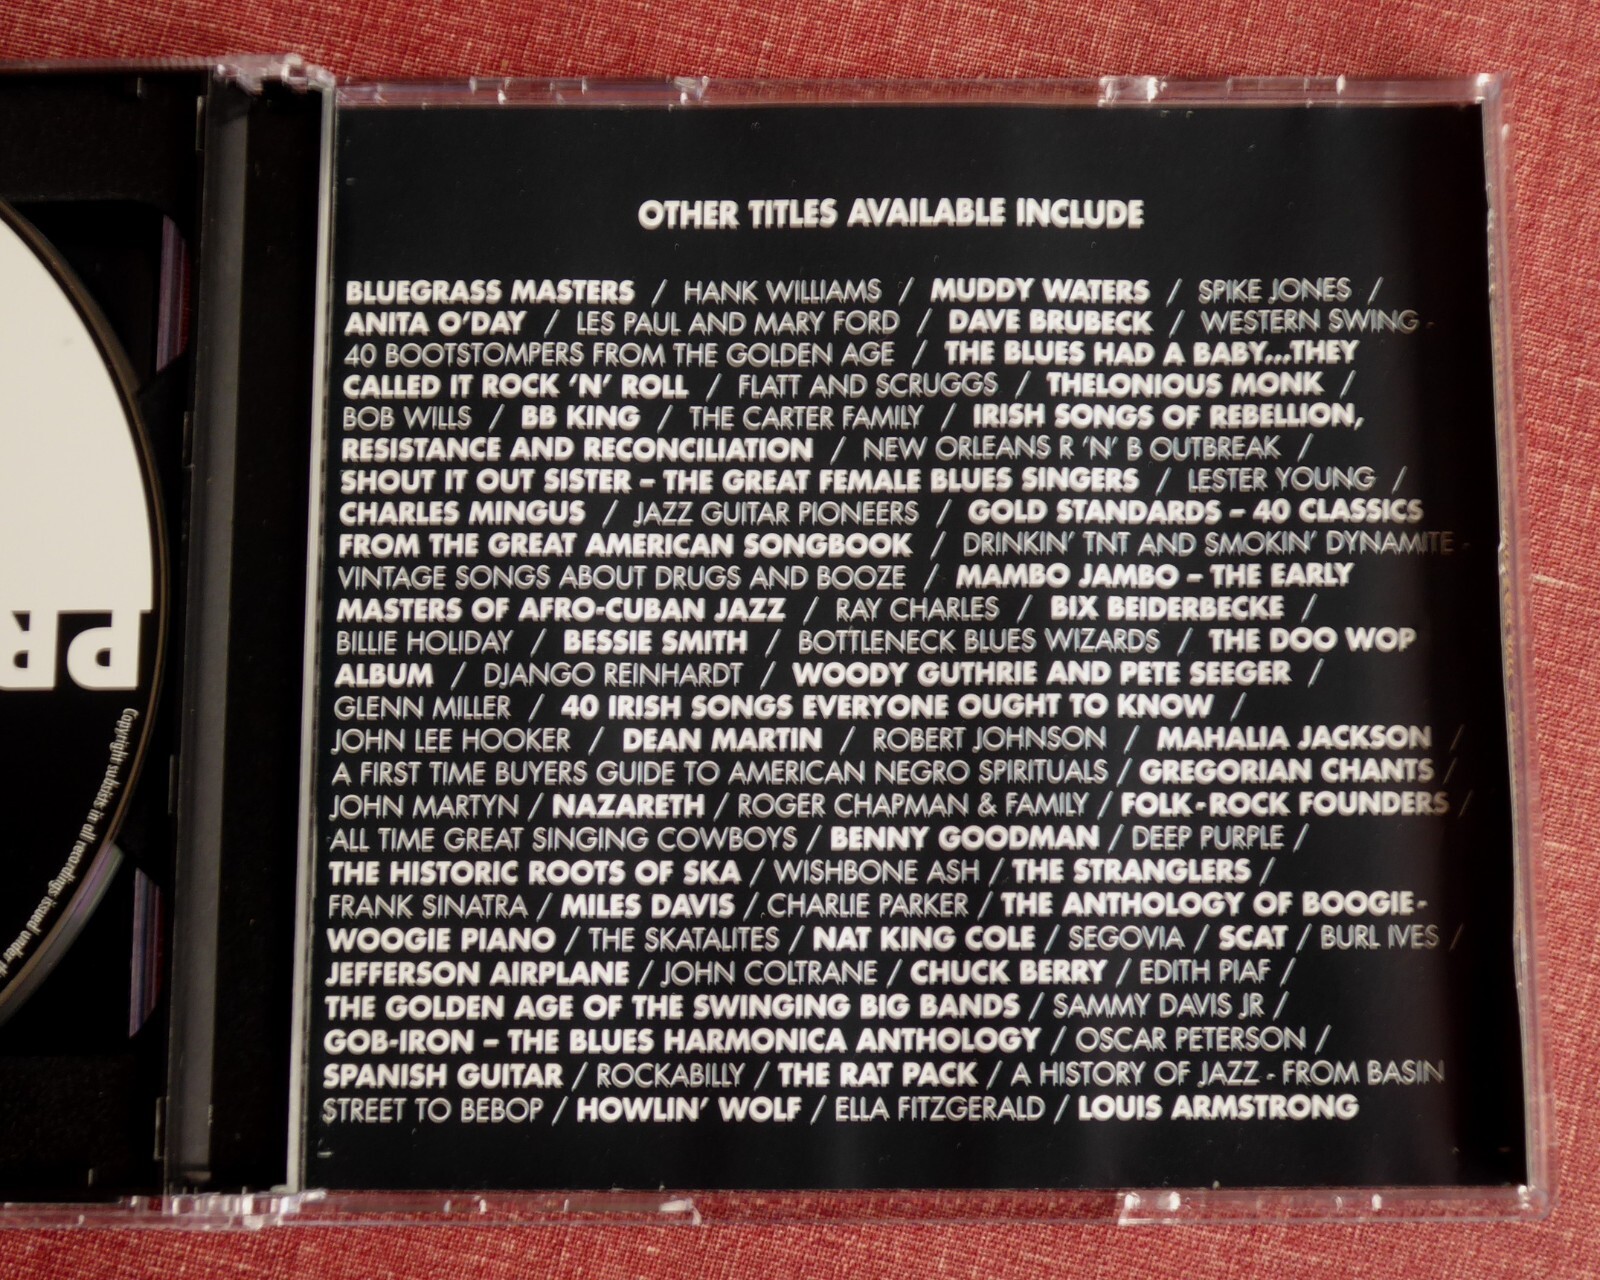 OTHER TITLES AVAILABLE INCLUDE
BLUEGRASS MASTERS / HANK WILLIAMS / MUDDY WATERS / SPIKE JONES /
ANITA O'DAY / LES PAUL AND MARY FORD / DAVE BRUBECK / WESTERN SWING -
40 BOOTSTOMPERS FROM THE GOLDEN AGE / THE BLUES HAD A BABY...THEY
CALLED IT ROCK 'N' ROLL / FLATT AND SCRUGGS / THELONIOUS MONK /
BOB WILLS / BB KING / THE CARTER FAMILY / IRISH SONGS OF REBELLION,
RESISTANCE AND RECONCILIATION / NEW ORLEANS R 'N' B OUTBREAK /
SHOUT IT OUT SISTER – THE GREAT FEMALE BLUES SINGERS / LESTER YOUNG /
CHARLES MINGUS / JAZZ GUITAR PIONEERS / GOLD STANDARDS – 40 CLASSICS
FROM THE GREAT AMERICAN SONGBOOK / DRINKIN' TNT AND SMOKIN' DYNAMITE -
VINTAGE SONGS ABOUT DRUGS AND BOOZE / MAMBO JAMBO – THE EARLY
MASTERS OF AFRO-CUBAN JAZZ / RAY CHARLES / BIX BEIDERBECKE /
BILLIE HOLIDAY / BESSIE SMITH / BOTTLENECK BLUES WIZARDS / THE DOO WOP
ALBUM / DJANGO REINHARDT / WOODY GUTHRIE AND PETE SEEGER /
GLENN MILLER / 40 IRISH SONGS EVERYONE OUGHT TO KNOW /
JOHN LEE HOOKER / DEAN MARTIN / ROBERT JOHNSON / MAHALIA JACKSON /
A FIRST TIME BUYERS GUIDE TO AMERICAN NEGRO SPIRITUALS / GREGORIAN CHANTS /
JOHN MARTYN / NAZARETH / ROGER CHAPMAN & FAMILY / FOLK-ROCK FOUNDERS /
ALL TIME GREAT SINGING COWBOYS / BENNY GOODMAN / DEEP PURPLE /
THE HISTORIC ROOTS OF SKA / WISHBONE ASH / THE STRANGLERS /
FRANK SINATRA / MILES DAVIS / CHARLIE PARKER / THE ANTHOLOGY OF BOOGIE-
WOOGIE PIANO / THE SKATALITES / NAT KING COLE / SEGOVIA / SCAT / BURL IVES /
JEFFERSON AIRPLANE / JOHN COLTRANE / CHUCK BERRY / EDITH PIAF /
THE GOLDEN AGE OF THE SWINGING BIG BANDS / SAMMY DAVIS JR /
GOB-IRON – THE BLUES HARMONICA ANTHOLOGY / OSCAR PETERSON /
SPANISH GUITAR / ROCKABILLY / THE RAT PACK / A HISTORY OF JAZZ - FROM BASIN
STREET TO BEBOP / HOWLIN' WOLF / ELLA FITZGERALD / LOUIS ARMSTRONG
Copyright subsists in all recordings issued under